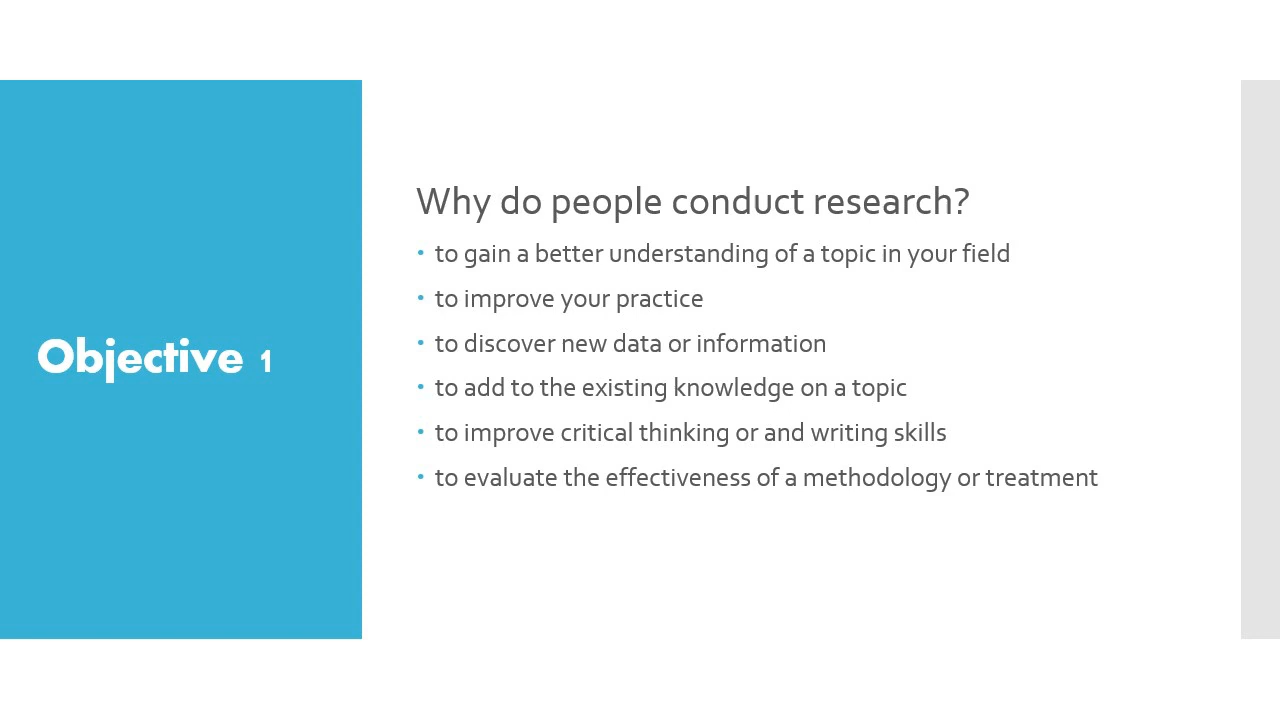 Objective 1
Why do people conduct research?
• to gain a better understanding of a topic in your field
• to improve your practice
• to discover new data or information
• to add to the existing knowledge on a topic
• to improve critical thinking or and writing skills
• to evaluate the effectiveness of a methodology or treatment